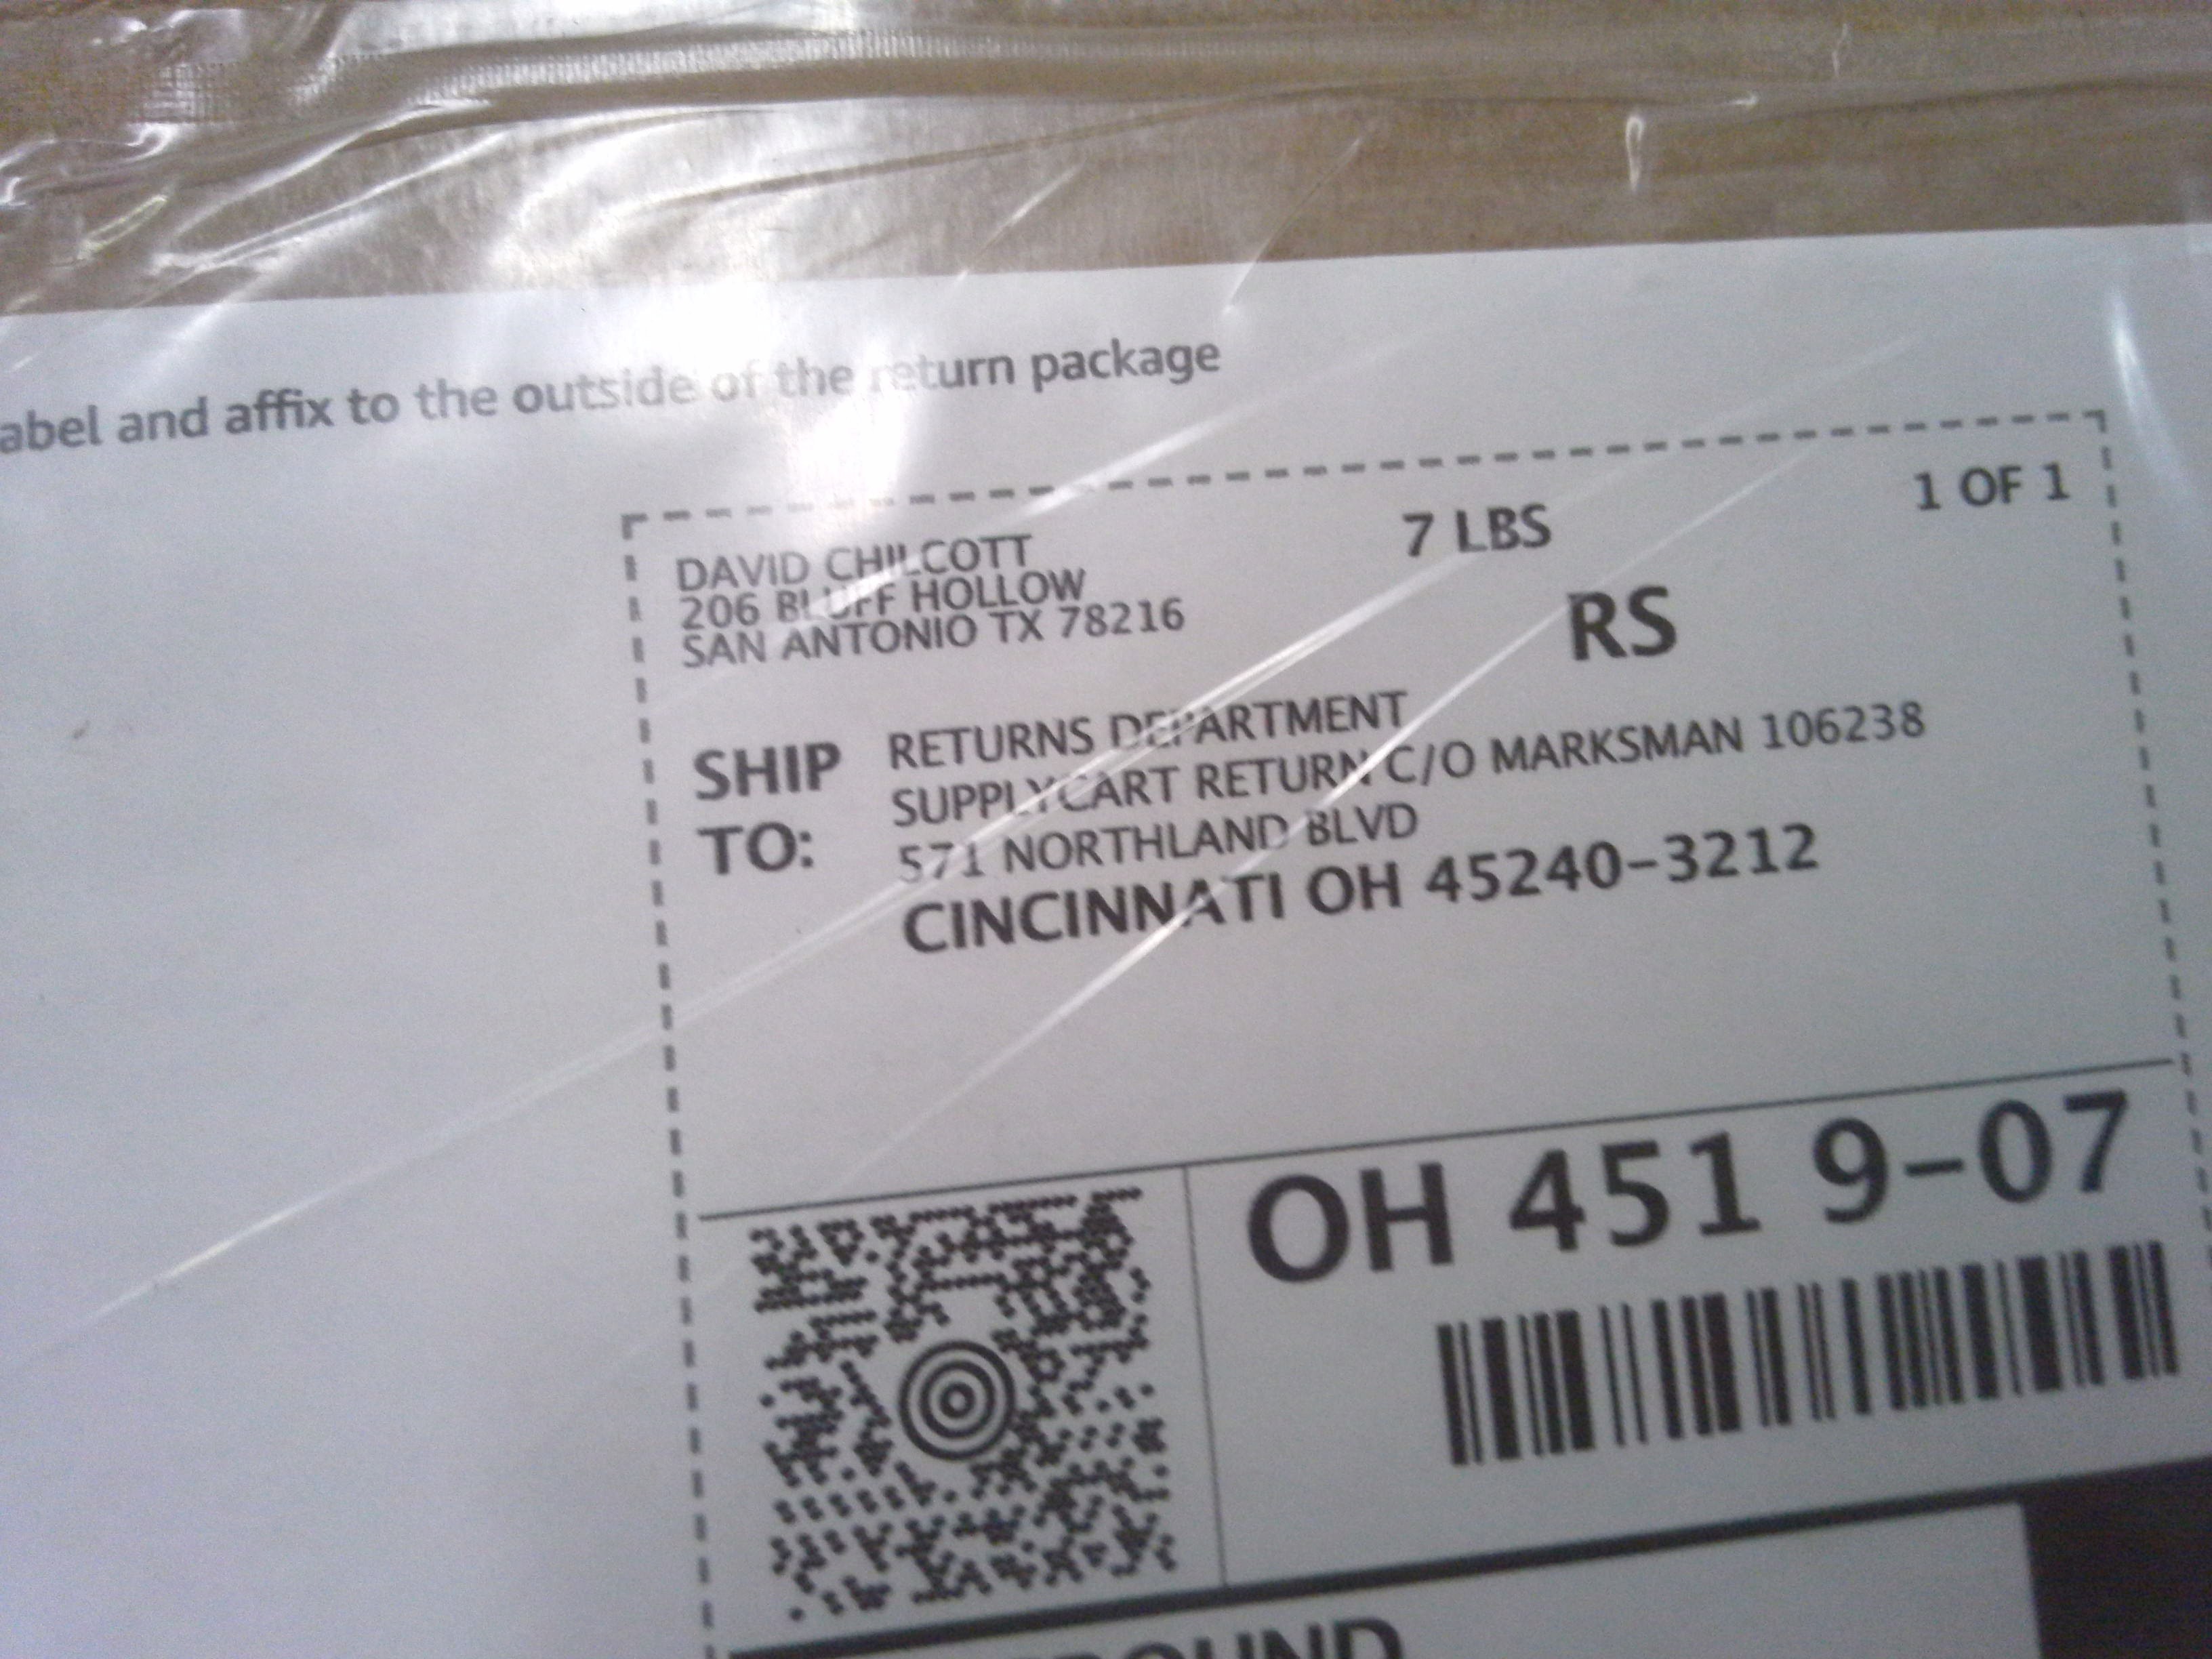 abel and affix to the outside of the return package
DAVID CHILCOTT
206 BLUFF HOLLOW
SAN ANTONIO TX 78216
7 LBS
1 OF 1
RS
SHIP
TO:
RETURNS DEPARTMENT
SUPPLYCART RETURN C/O MARKSMAN 106238
571 NORTHLAND BLVD
CINCINNATI OH 45240-3212
OH 451 9-07